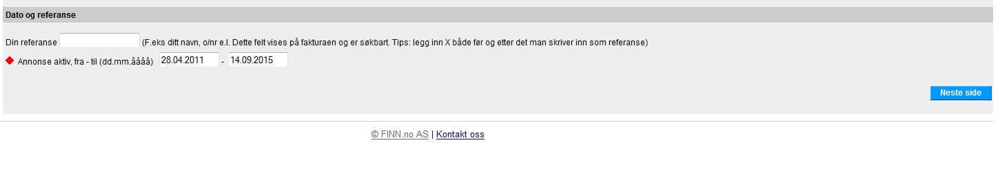 Dato og referanse
Din referanse (F.eks ditt navn, o/nr e.l. Dette felt vises på fakturaen og er søkbart. Tips: legg inn X både før og etter det man skriver inn som referanse)
Annonse aktiv, fra - til (dd.mm.åååå) 28.04.2011 - 14.09.2015
Neste side
© FINN.no AS | Kontakt oss